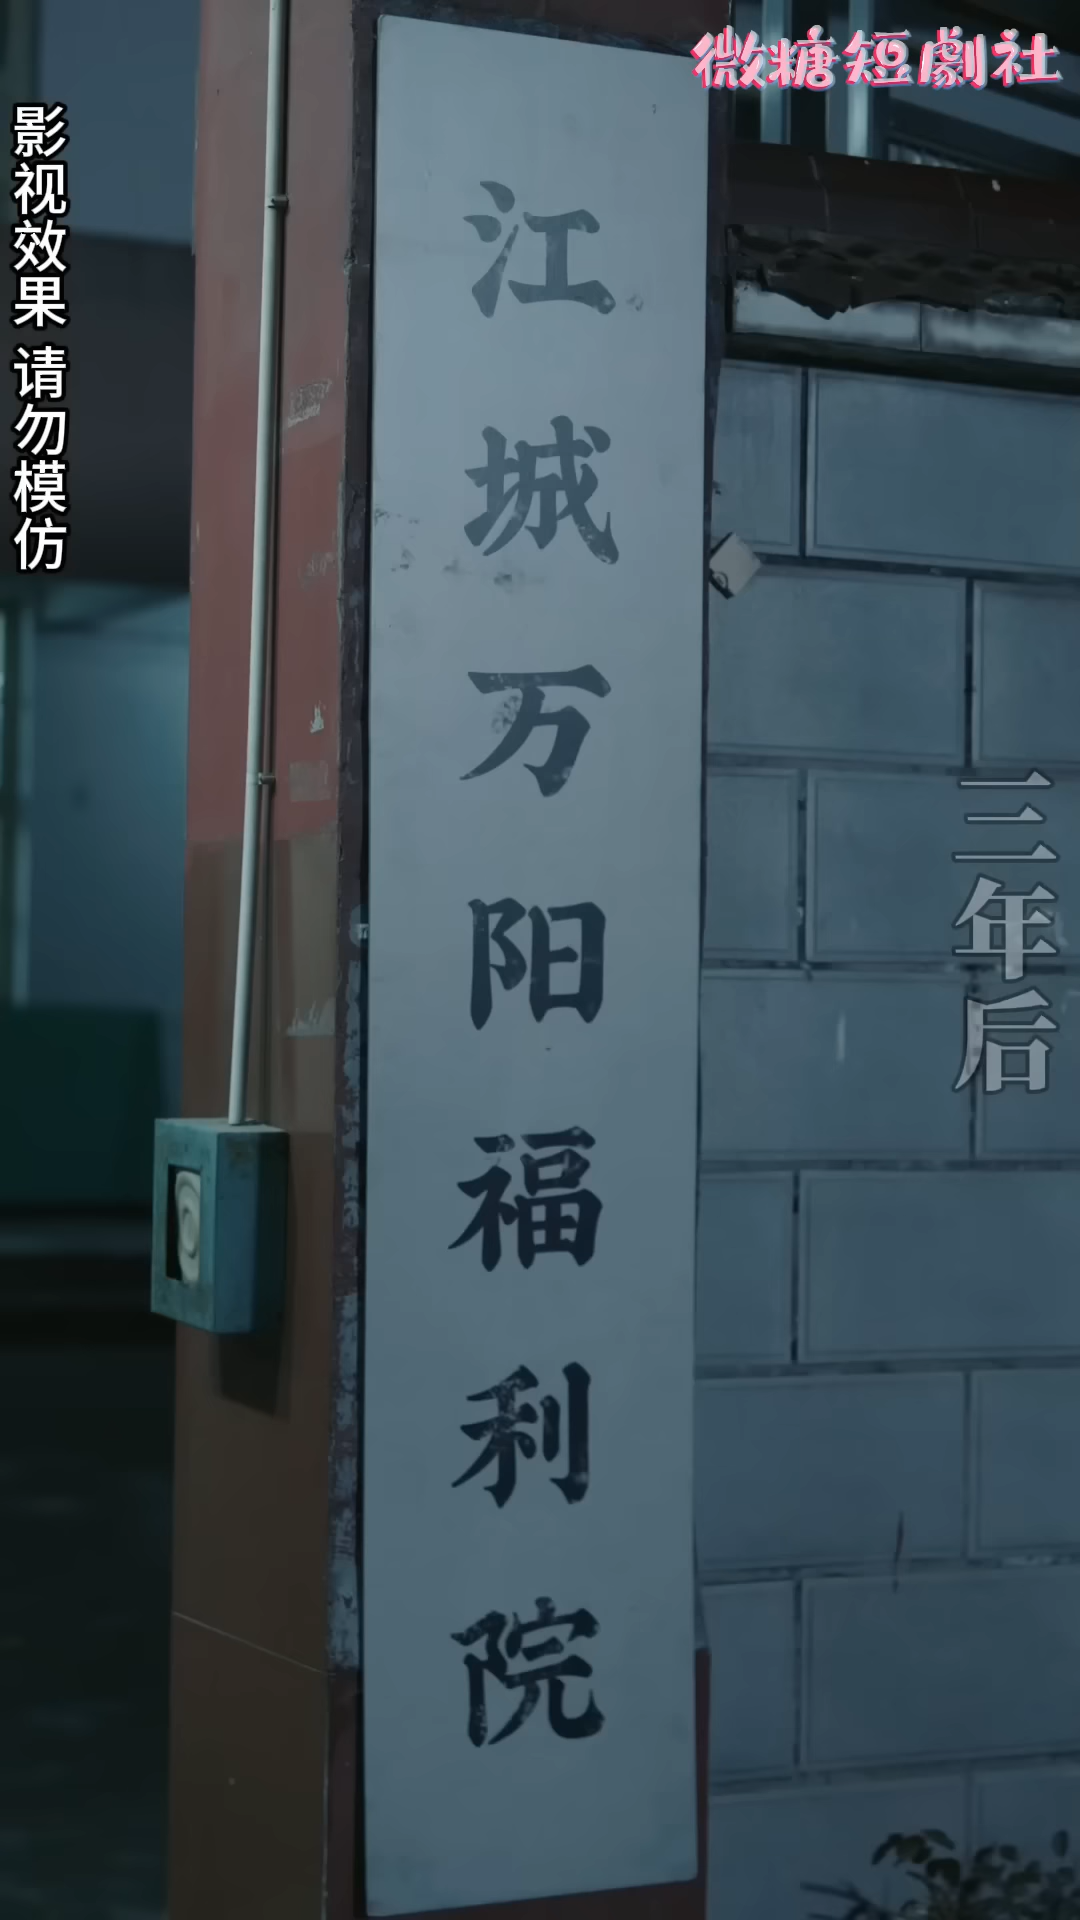 微糖短劇社
影视效果 请勿模仿
江城万阳福利院
三年后